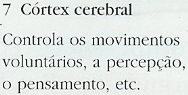 7 Córtex cerebral
Controla os movimentos
voluntários, a percepção,
o pensamento, etc.